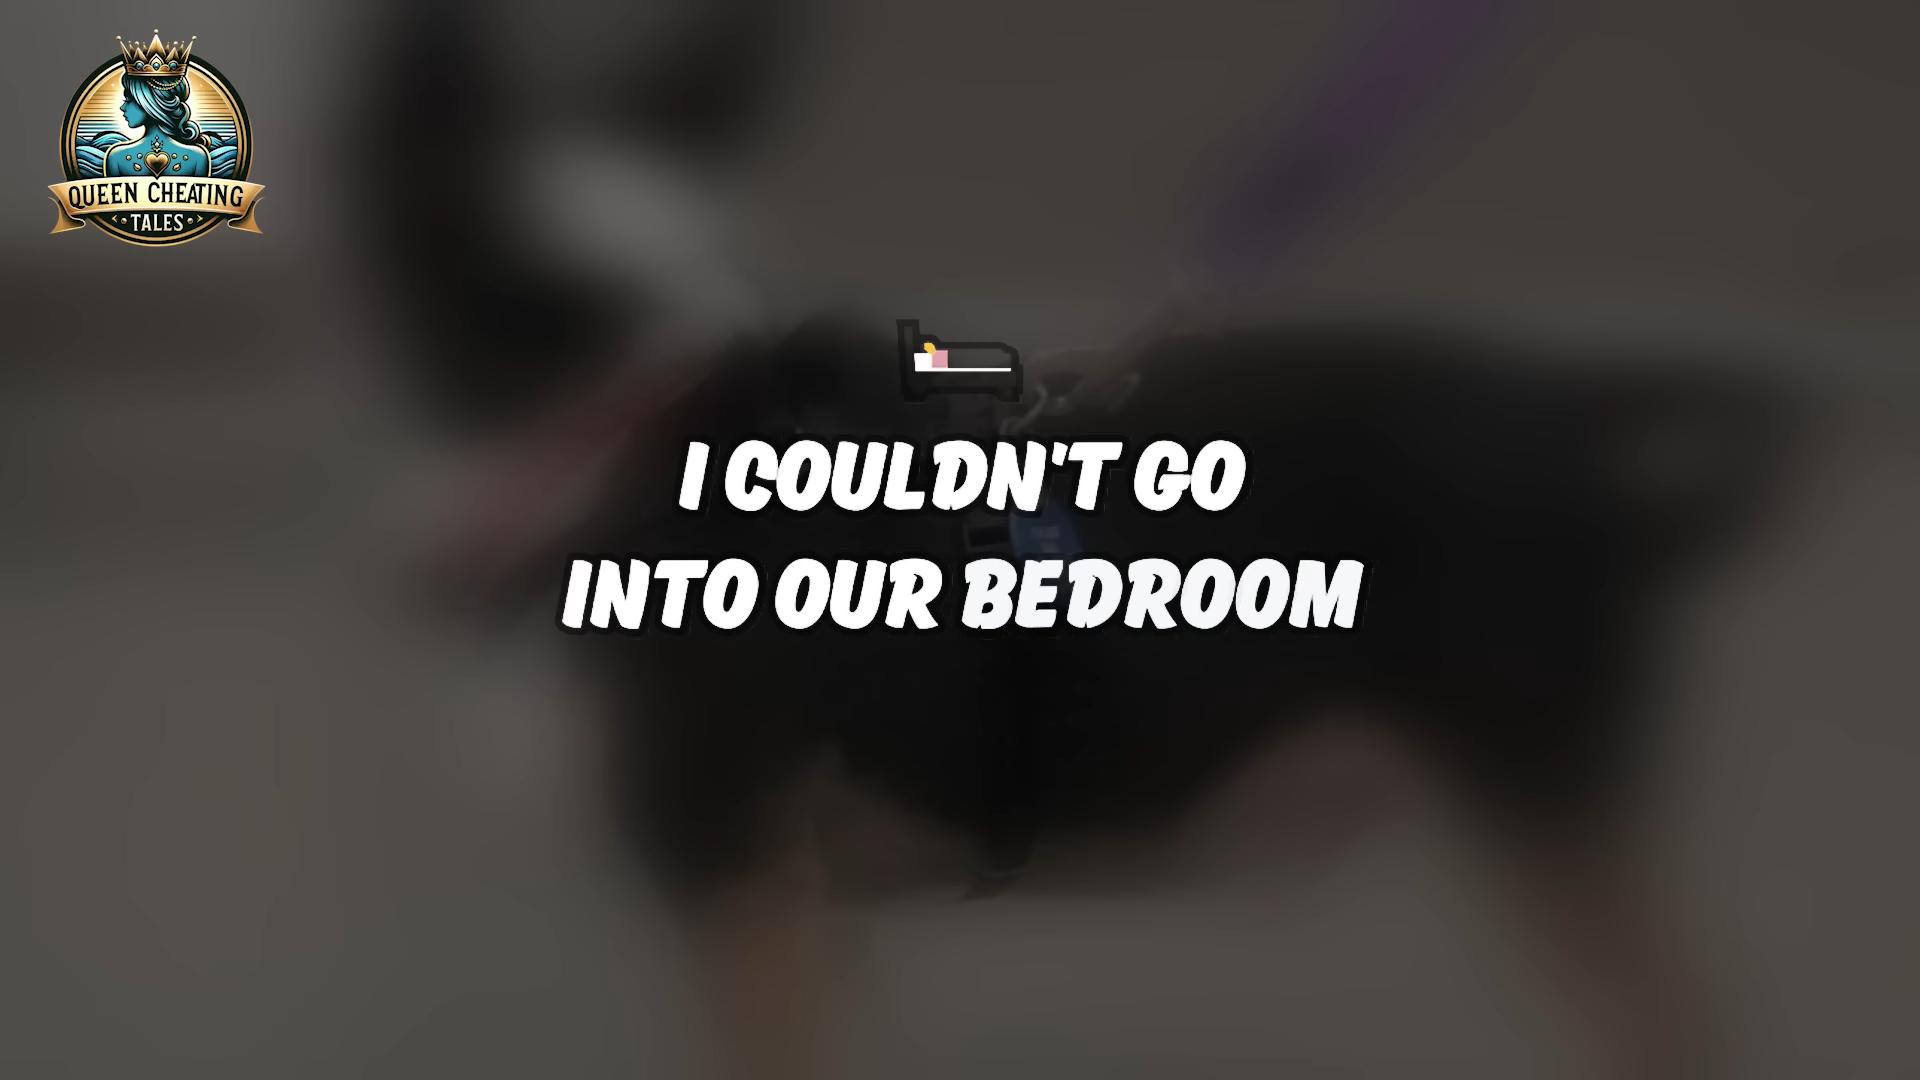 QUEEN CHEATING
TALES
I COULDN'T GO
INTO OUR BEDROOM